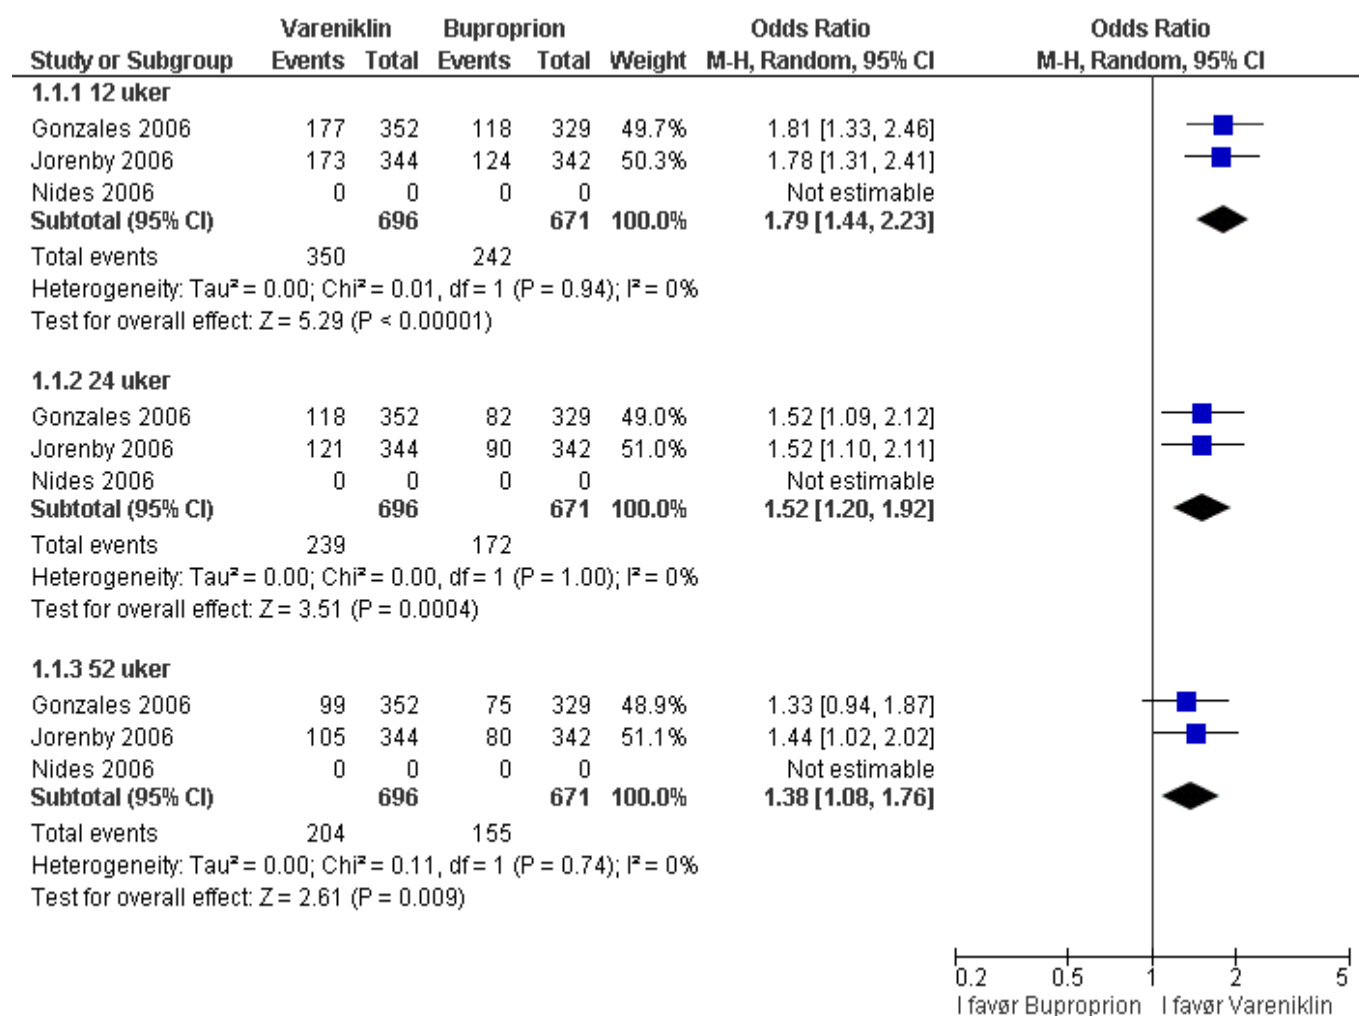 Vareniklin Buproprion Odds Ratio Odds Ratio
Study or Subgroup Events Total Events Total Weight M-H, Random, 95% CI M-H, Random, 95% CI
1.1.1 12 uker
Gonzales 2006 177 352 118 329 49.7% 1.81 [1.33, 2.46]
Jorenby 2006 173 344 124 342 50.3% 1.78 [1.31, 2.41]
Nides 2006 0 0 0 0 Not estimable
Subtotal (95% CI) 696 671 100.0% 1.79 [1.44, 2.23]
Total events 350 242
Heterogeneity: Tau² = 0.00; Chi² = 0.01, df = 1 (P = 0.94); I² = 0%
Test for overall effect: Z = 5.29 (P < 0.00001)
1.1.2 24 uker
Gonzales 2006 118 352 82 329 49.0% 1.52 [1.09, 2.12]
Jorenby 2006 121 344 90 342 51.0% 1.52 [1.10, 2.11]
Nides 2006 0 0 0 0 Not estimable
Subtotal (95% CI) 696 671 100.0% 1.52 [1.20, 1.92]
Total events 239 172
Heterogeneity: Tau² = 0.00; Chi² = 0.00, df = 1 (P = 1.00); I² = 0%
Test for overall effect: Z = 3.51 (P = 0.0004)
1.1.3 52 uker
Gonzales 2006 99 352 75 329 48.9% 1.33 [0.94, 1.87]
Jorenby 2006 105 344 80 342 51.1% 1.44 [1.02, 2.02]
Nides 2006 0 0 0 0 Not estimable
Subtotal (95% CI) 696 671 100.0% 1.38 [1.08, 1.76]
Total events 204 155
Heterogeneity: Tau² = 0.00; Chi² = 0.11, df = 1 (P = 0.74); I² = 0%
Test for overall effect: Z = 2.61 (P = 0.009)
0.2 0.5 1 2 5
I favør Buproprion I favør Vareniklin